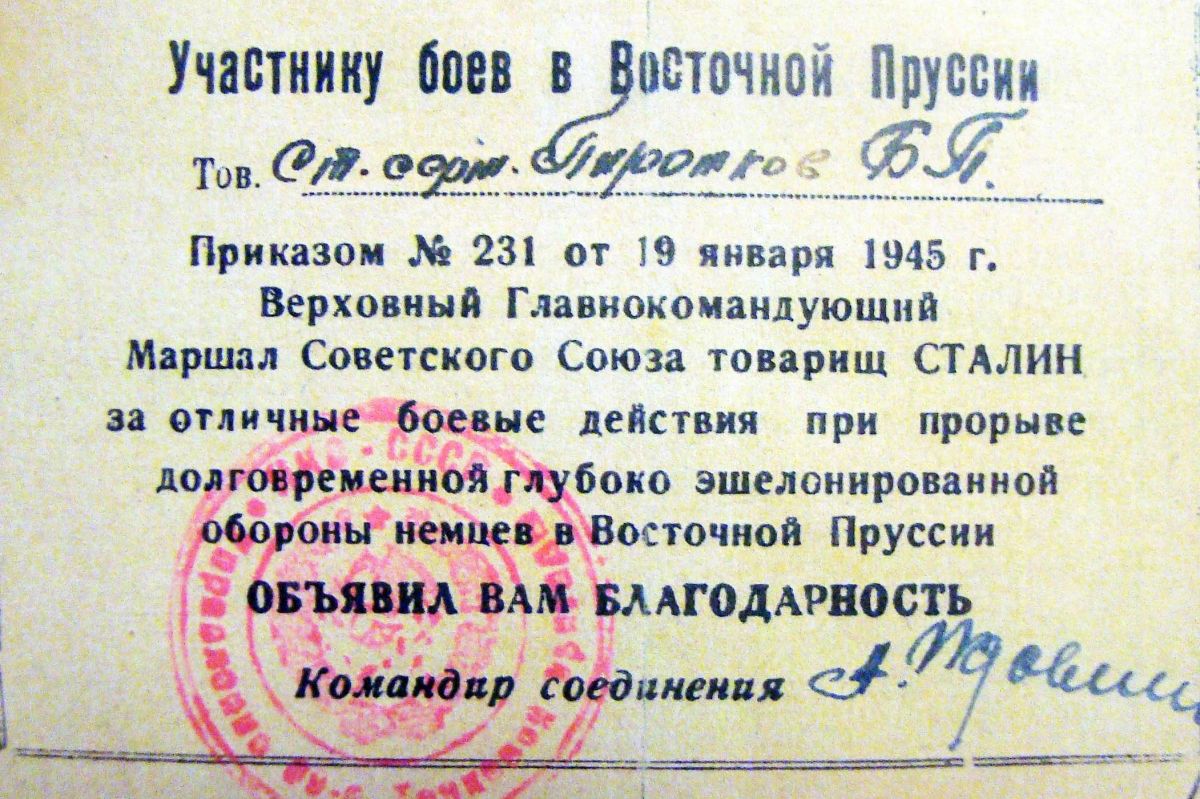 Участнику боев в Восточной Пруссии
Тов. Ст. серж. Пиротков Б П.
Приказом № 231 от 19 января 1945 г.
Верховный Главнокомандующий
Маршал Советского Союза товарищ СТАЛИН
за отличные боевые действия при прорыве
долговременной глубоко эшелонированной
обороны немцев в Восточной Пруссии
ОБЪЯВИЛ ВАМ БЛАГОДАРНОСТЬ
Командир соединения А.
СССР